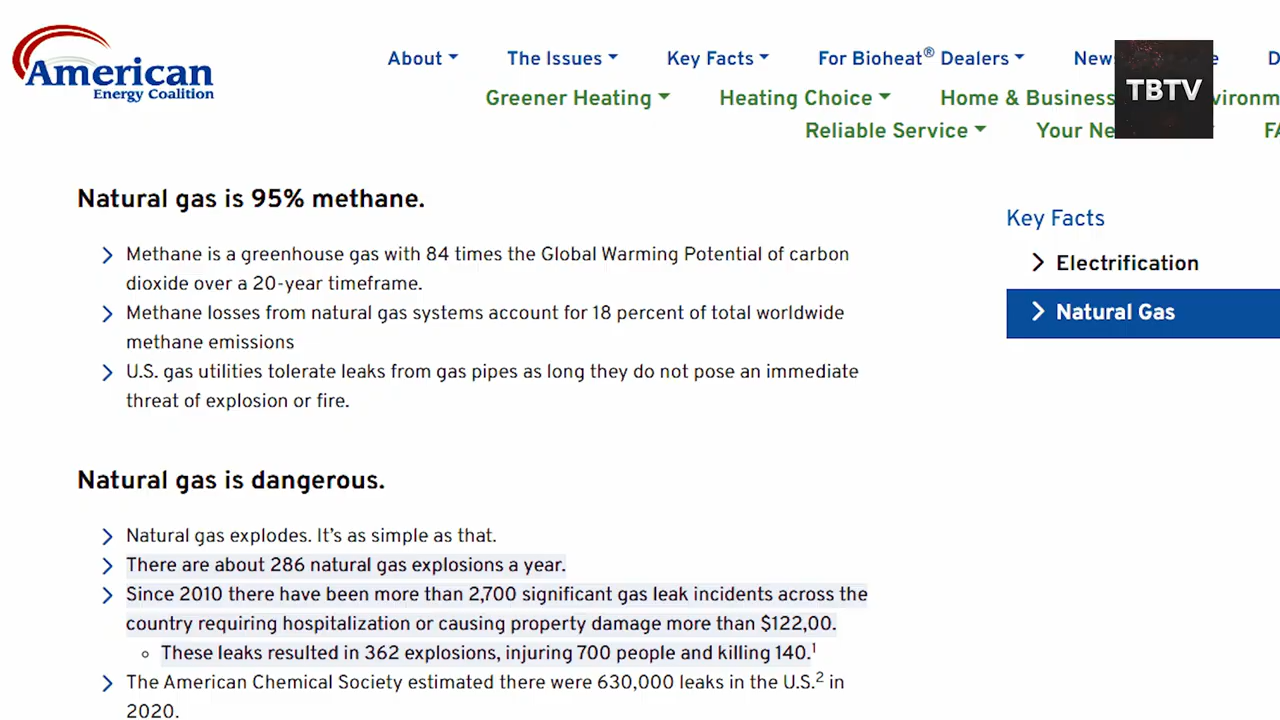 American
Energy Coalition
About The Issues Key Facts For Bioheat® Dealers
TBTV
Greener Heating Heating Choice Home & Business
Reliable Service
Natural gas is 95% methane.
Methane is a greenhouse gas with 84 times the Global Warming Potential of carbon
dioxide over a 20-year timeframe.
Methane losses from natural gas systems account for 18 percent of total worldwide
methane emissions
U.S. gas utilities tolerate leaks from gas pipes as long they do not pose an immediate
threat of explosion or fire.
Natural gas is dangerous.
Natural gas explodes. It's as simple as that.
There are about 286 natural gas explosions a year.
Since 2010 there have been more than 2,700 significant gas leak incidents across the
country requiring hospitalization or causing property damage more than $122,00.
These leaks resulted in 362 explosions, injuring 700 people and killing 140.¹
The American Chemical Society estimated there were 630,000 leaks in the U.S.² in
2020.
Key Facts
Electrification
Natural Gas